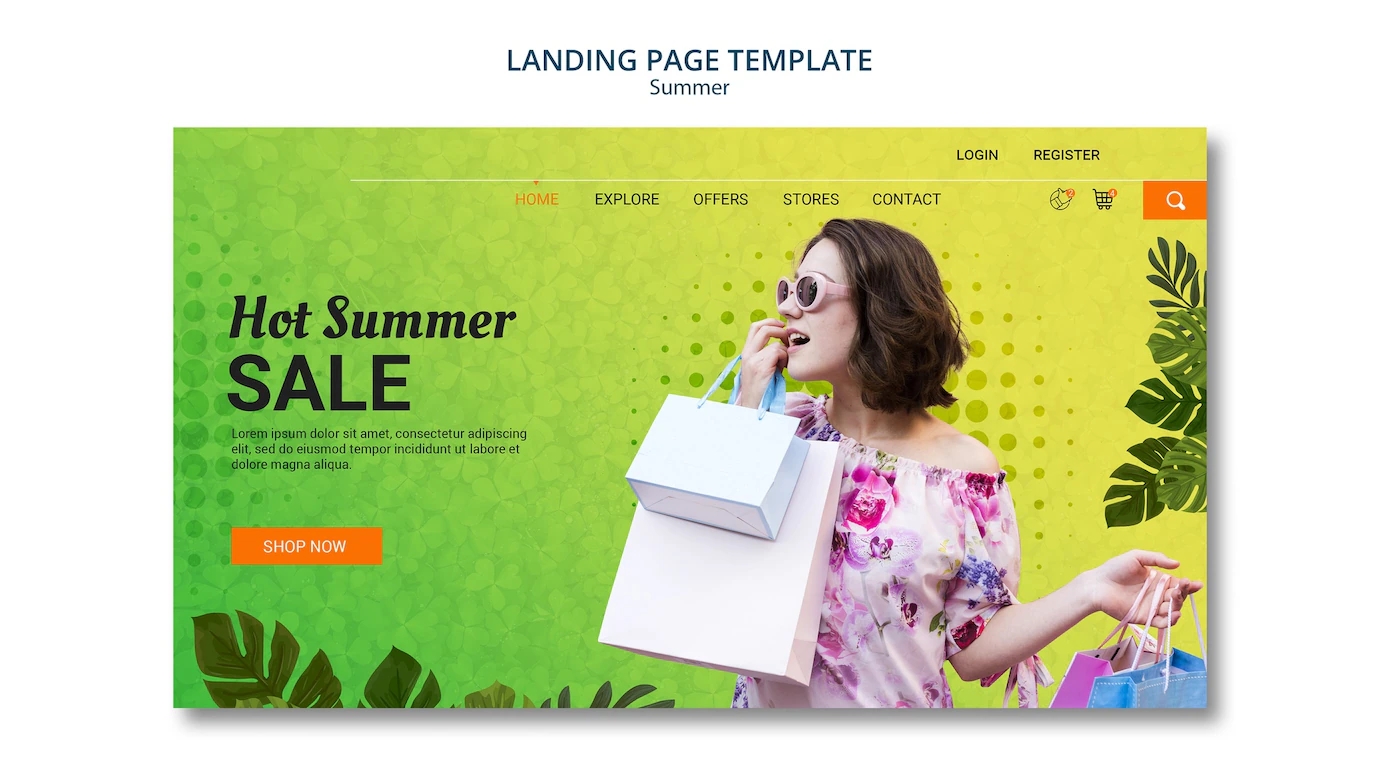 LANDING PAGE TEMPLATE
Summer
LOGIN REGISTER
HOME EXPLORE OFFERS STORES CONTACT 2 4
Hot Summer
SALE
Lorem ipsum dolor sit amet, consectetur adipiscing
elit, sed do eiusmod tempor incididunt ut labore et
dolore magna aliqua.
SHOP NOW